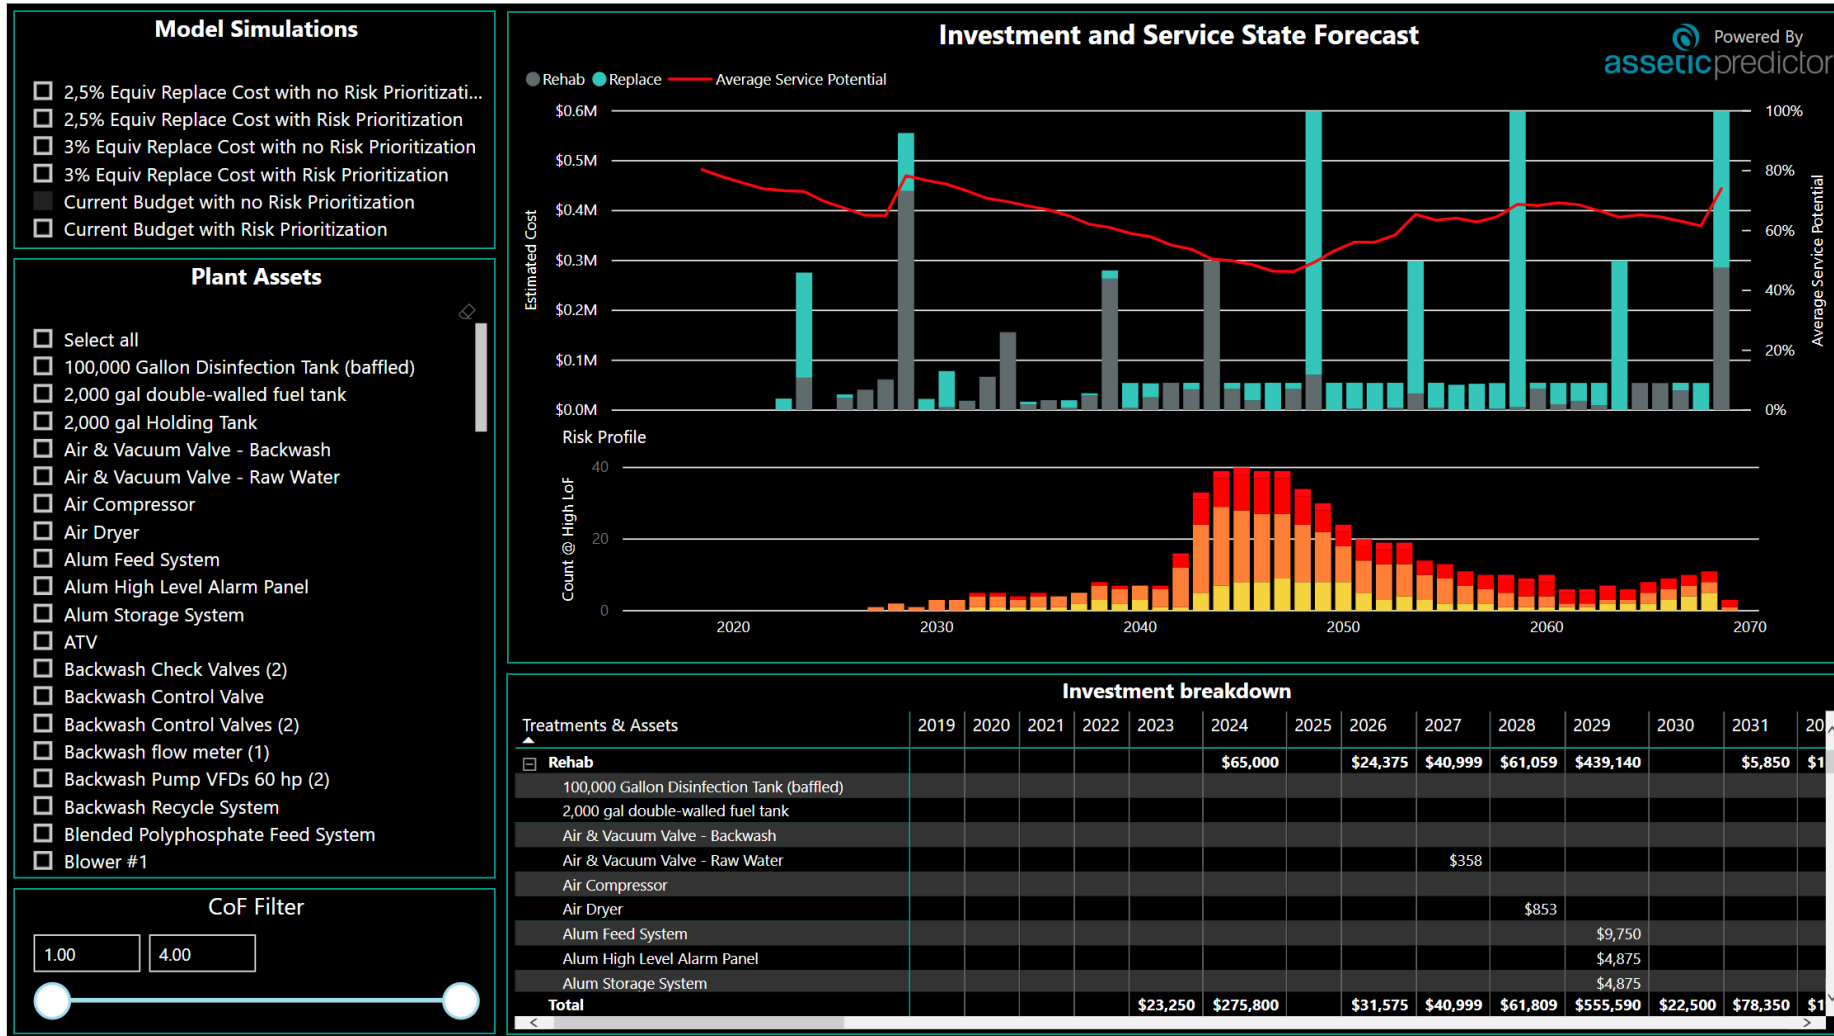 Model Simulations
2,5% Equiv Replace Cost with no Risk Prioritizati...
2,5% Equiv Replace Cost with Risk Prioritization
3% Equiv Replace Cost with no Risk Prioritization
3% Equiv Replace Cost with Risk Prioritization
Current Budget with no Risk Prioritization
Current Budget with Risk Prioritization
Plant Assets
Select all
100,000 Gallon Disinfection Tank (baffled)
2,000 gal double-walled fuel tank
2,000 gal Holding Tank
Air & Vacuum Valve - Backwash
Air & Vacuum Valve - Raw Water
Air Compressor
Air Dryer
Alum Feed System
Alum High Level Alarm Panel
Alum Storage System
ATV
Backwash Check Valves (2)
Backwash Control Valve
Backwash Control Valves (2)
Backwash flow meter (1)
Backwash Pump VFDs 60 hp (2)
Backwash Recycle System
Blended Polyphosphate Feed System
Blower #1
CoF Filter
1.00 4.00
Investment and Service State Forecast
Powered By
assetic predictor
Rehab Replace Average Service Potential
$0.6M
$0.5M
$0.4M
$0.3M
$0.2M
$0.1M
$0.0M
Estimated Cost
100%
80%
60%
40%
20%
0%
Average Service Potential
Risk Profile
40
20
0
Count @ High LoF
2020 2030 2040 2050 2060 2070
Investment breakdown
Treatments & Assets 2019 2020 2021 2022 2023 2024 2025 2026 2027 2028 2029 2030 2031 20
Rehab $65,000 $24,375 $40,999 $61,059 $439,140 $5,850 $1
100,000 Gallon Disinfection Tank (baffled)
2,000 gal double-walled fuel tank
Air & Vacuum Valve - Backwash
Air & Vacuum Valve - Raw Water $358
Air Compressor
Air Dryer $853
Alum Feed System $9,750
Alum High Level Alarm Panel $4,875
Alum Storage System $4,875
Total $23,250 $275,800 $31,575 $40,999 $61,809 $555,590 $22,500 $78,350 $1